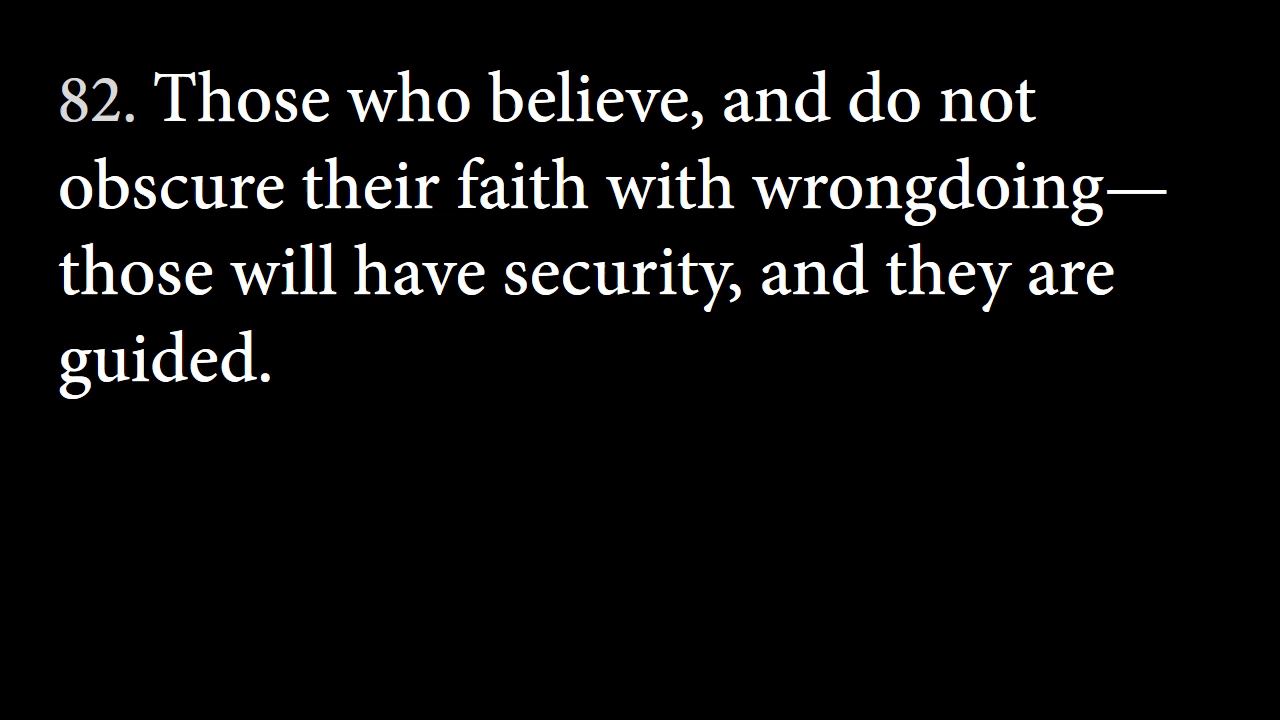 82. Those who believe, and do not
obscure their faith with wrongdoing—
those will have security, and they are
guided.